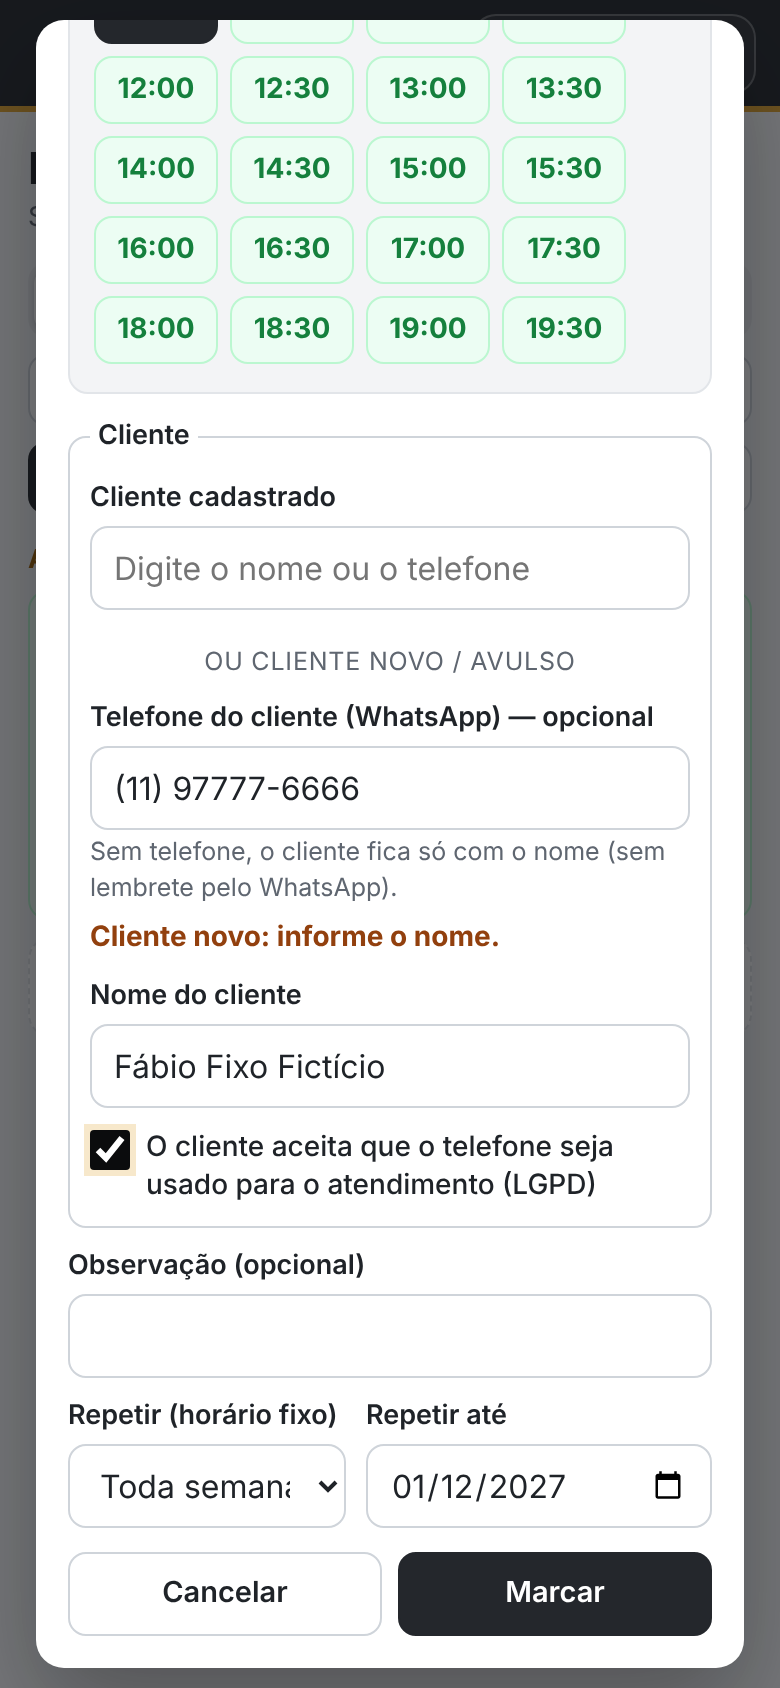 12:00 12:30 13:00 13:30
14:00 14:30 15:00 15:30
16:00 16:30 17:00 17:30
18:00 18:30 19:00 19:30
Cliente
Cliente cadastrado
Digite o nome ou o telefone
OU CLIENTE NOVO / AVULSO
Telefone do cliente (WhatsApp) — opcional
(11) 97777-6666
Sem telefone, o cliente fica só com o nome (sem
lembrete pelo WhatsApp).
Cliente novo: informe o nome.
Nome do cliente
Fábio Fixo Fictício
O cliente aceita que o telefone seja
usado para o atendimento (LGPD)
Observação (opcional)
Repetir (horário fixo) Repetir até
Toda semana 01/12/2027
Cancelar Marcar